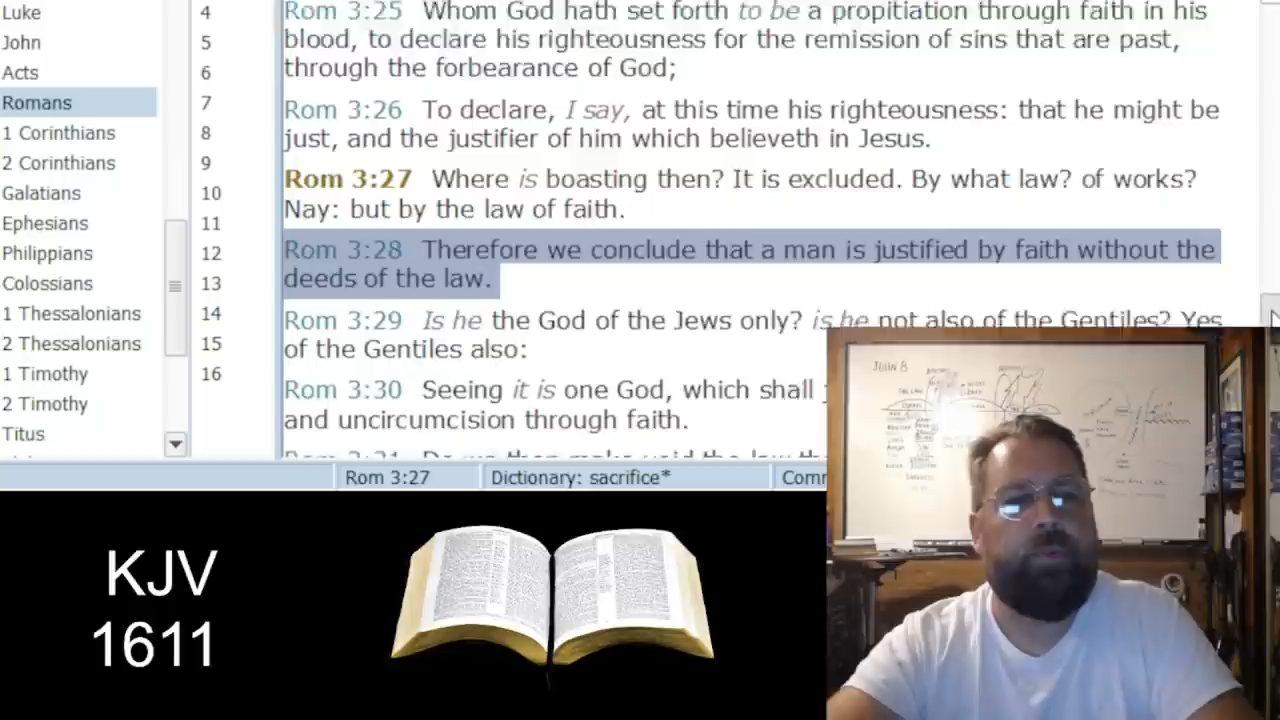 Luke
John
Acts
Romans
1 Corinthians
2 Corinthians
Galatians
Ephesians
Philippians
Colossians
1 Thessalonians
2 Thessalonians
1 Timothy
2 Timothy
Titus
4
5
6
7
8
9
10
11
12
13
14
15
16
Rom 3:25 Whom God hath set forth to be a propitiation through faith in his
blood, to declare his righteousness for the remission of sins that are past,
through the forbearance of God;
Rom 3:26 To declare, I say, at this time his righteousness: that he might be
just, and the justifier of him which believeth in Jesus.
Rom 3:27 Where is boasting then? It is excluded. By what law? of works?
Nay: but by the law of faith.
Rom 3:28 Therefore we conclude that a man is justified by faith without the
deeds of the law.
Rom 3:29 Is he the God of the Jews only? is he not also of the Gentiles? Yes
of the Gentiles also:
Rom 3:30 Seeing it is one God, which shall
and uncircumcision through faith.
Rom 3:27
Dictionary: sacrifice*
Comm
KJV
1611
JOHN 8